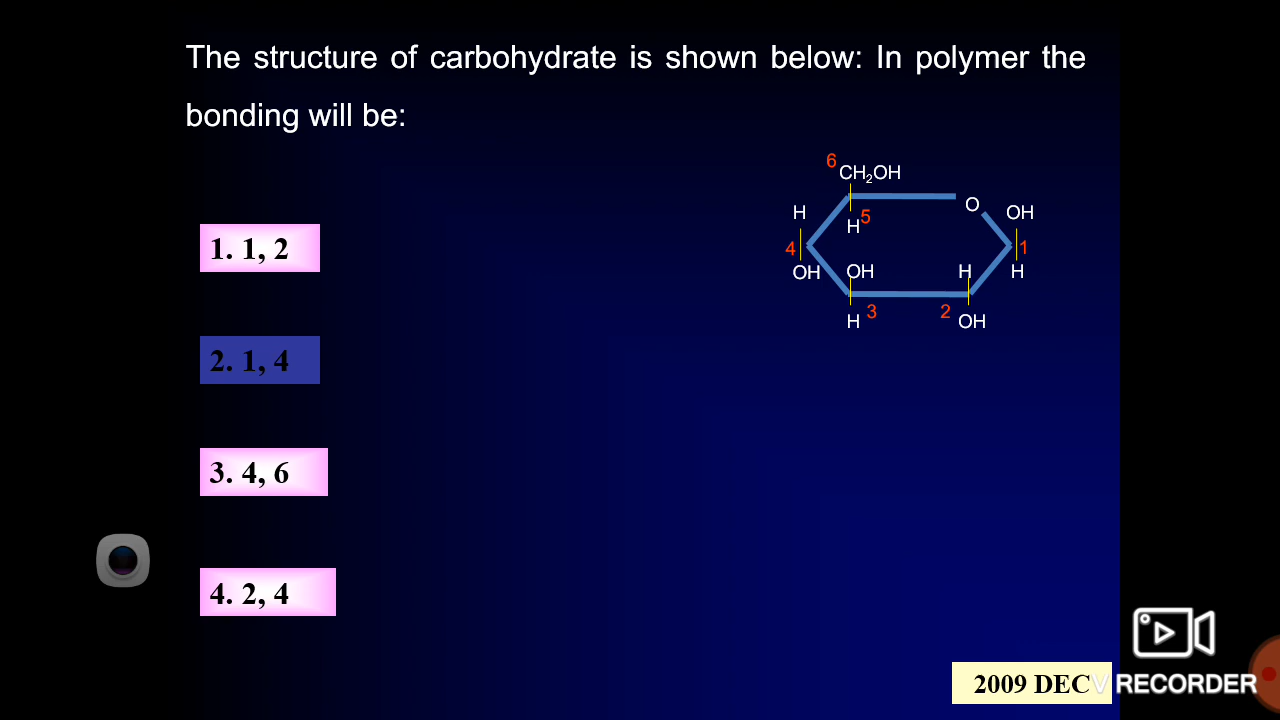 The structure of carbohydrate is shown below: In polymer the
bonding will be:
6
CH2OH
O
H
OH
H 5
4
1
OH
OH
H
H
H 3
2
OH
1. 1, 2
2. 1, 4
3. 4, 6
4. 2, 4
2009 DEC
V RECORDER